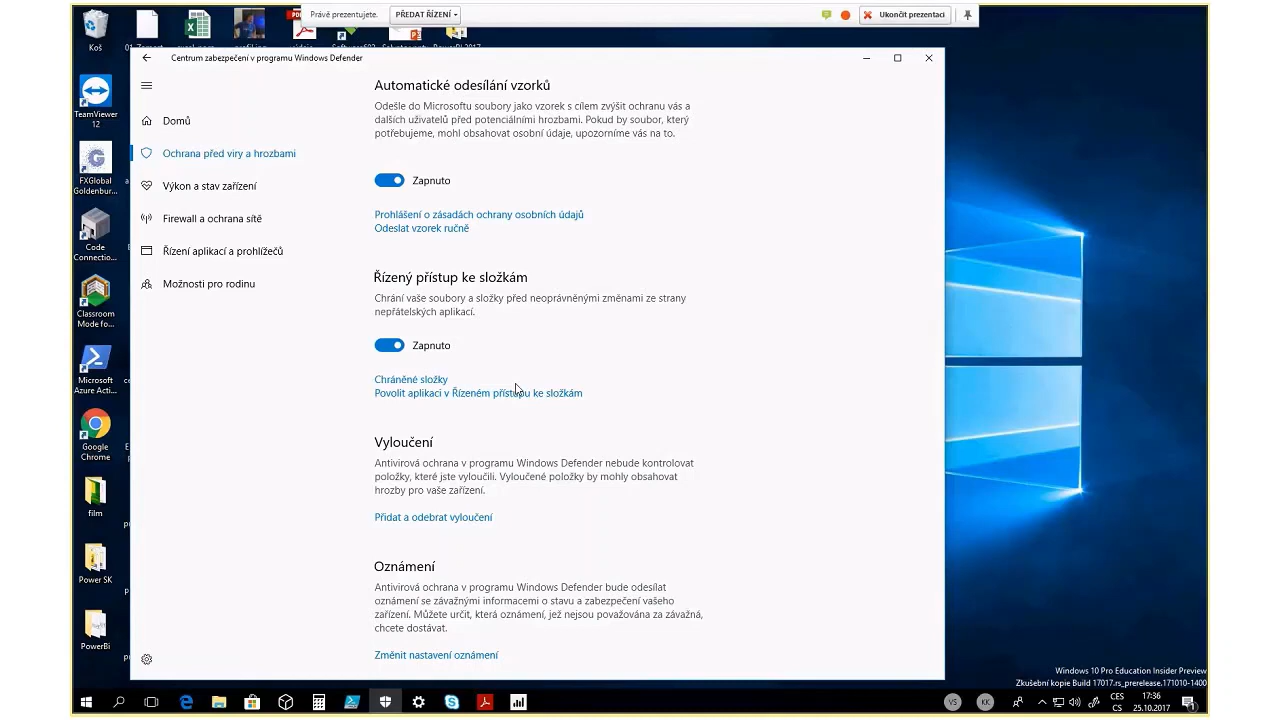 Právě prezentujete.
PŘEDAT ŘÍZENÍ
Ukončit prezentaci
Koš
TeamViewer
12
FXGlobal
Goldenbur...
Code
Connectio...
Classroom
Mode fo...
Microsoft
Azure Acti...
Google
Chrome
film
Power SK
PowerBi
Centrum zabezpečení v programu Windows Defender
Domů
Ochrana před viry a hrozbami
Výkon a stav zařízení
Firewall a ochrana sítě
Řízení aplikací a prohlížečů
Možnosti pro rodinu
Automatické odesílání vzorků
Odešle do Microsoftu soubory jako vzorek s cílem zvýšit ochranu vás a
dalších uživatelů před potenciálními hrozbami. Pokud by soubor, který
potřebujeme, mohl obsahovat osobní údaje, upozorníme vás na to.
Zapnuto
Prohlášení o zásadách ochrany osobních údajů
Odeslat vzorek ručně
Řízený přístup ke složkám
Chrání vaše soubory a složky před neoprávněnými změnami ze strany
nepřátelských aplikací.
Zapnuto
Chráněné složky
Povolit aplikaci v Řízeném přístupu ke složkám
Vyloučení
Antivirová ochrana v programu Windows Defender nebude kontrolovat
položky, které jste vyloučili. Vyloučené položky by mohly obsahovat
hrozby pro vaše zařízení.
Přidat a odebrat vyloučení
Oznámení
Antivirová ochrana v programu Windows Defender bude odesílat
oznámení se závažnými informacemi o stavu a zabezpečení vašeho
zařízení. Můžete určit, která oznámení, jež nejsou považována za závažná,
chcete dostávat.
Změnit nastavení oznámení
Windows 10 Pro Education Insider Preview
Zkušební kopie Build 17017.rs_prerelease.171010-1400
VS
KK
CES
CS
17:36
25.10.2017